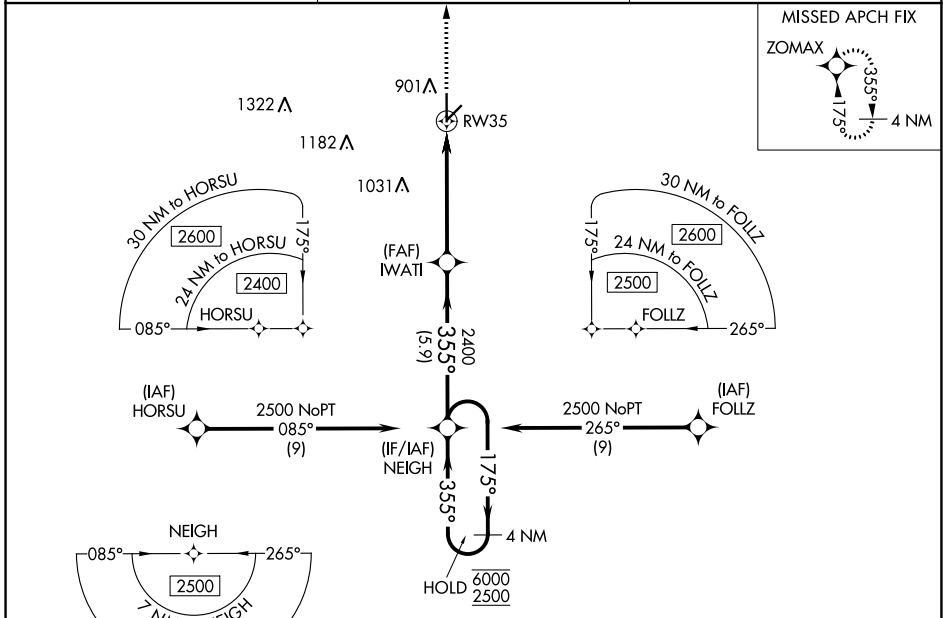 MISSED APCH FIX
ZOMAX
355°
175°
4 NM
901
1322
RW35
1182
1031
30 NM to HORSU
2600
175°
24 NM to HORSU
2400
HORSU
085°
(FAF)
IWATI
30 NM to FOLLZ
2600
175°
24 NM to FOLLZ
2500
FOLLZ
265°
2400
355°
(5.9)
(IAF)
HORSU
2500 NoPT
085°
(9)
(IF/IAF)
NEIGH
2500 NoPT
265°
(9)
(IAF)
FOLLZ
355°
175°
4 NM
HOLD
6000
2500
NEIGH
085°
265°
2500